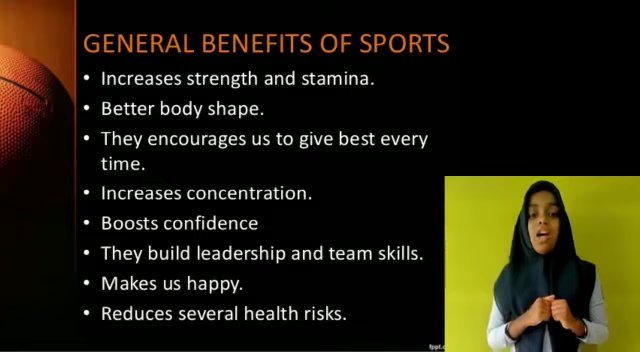 GENERAL BENEFITS OF SPORTS
• Increases strength and stamina.
• Better body shape.
• They encourages us to give best every
time.
• Increases concentration.
• Boosts confidence
• They build leadership and team skills.
• Makes us happy.
• Reduces several health risks.